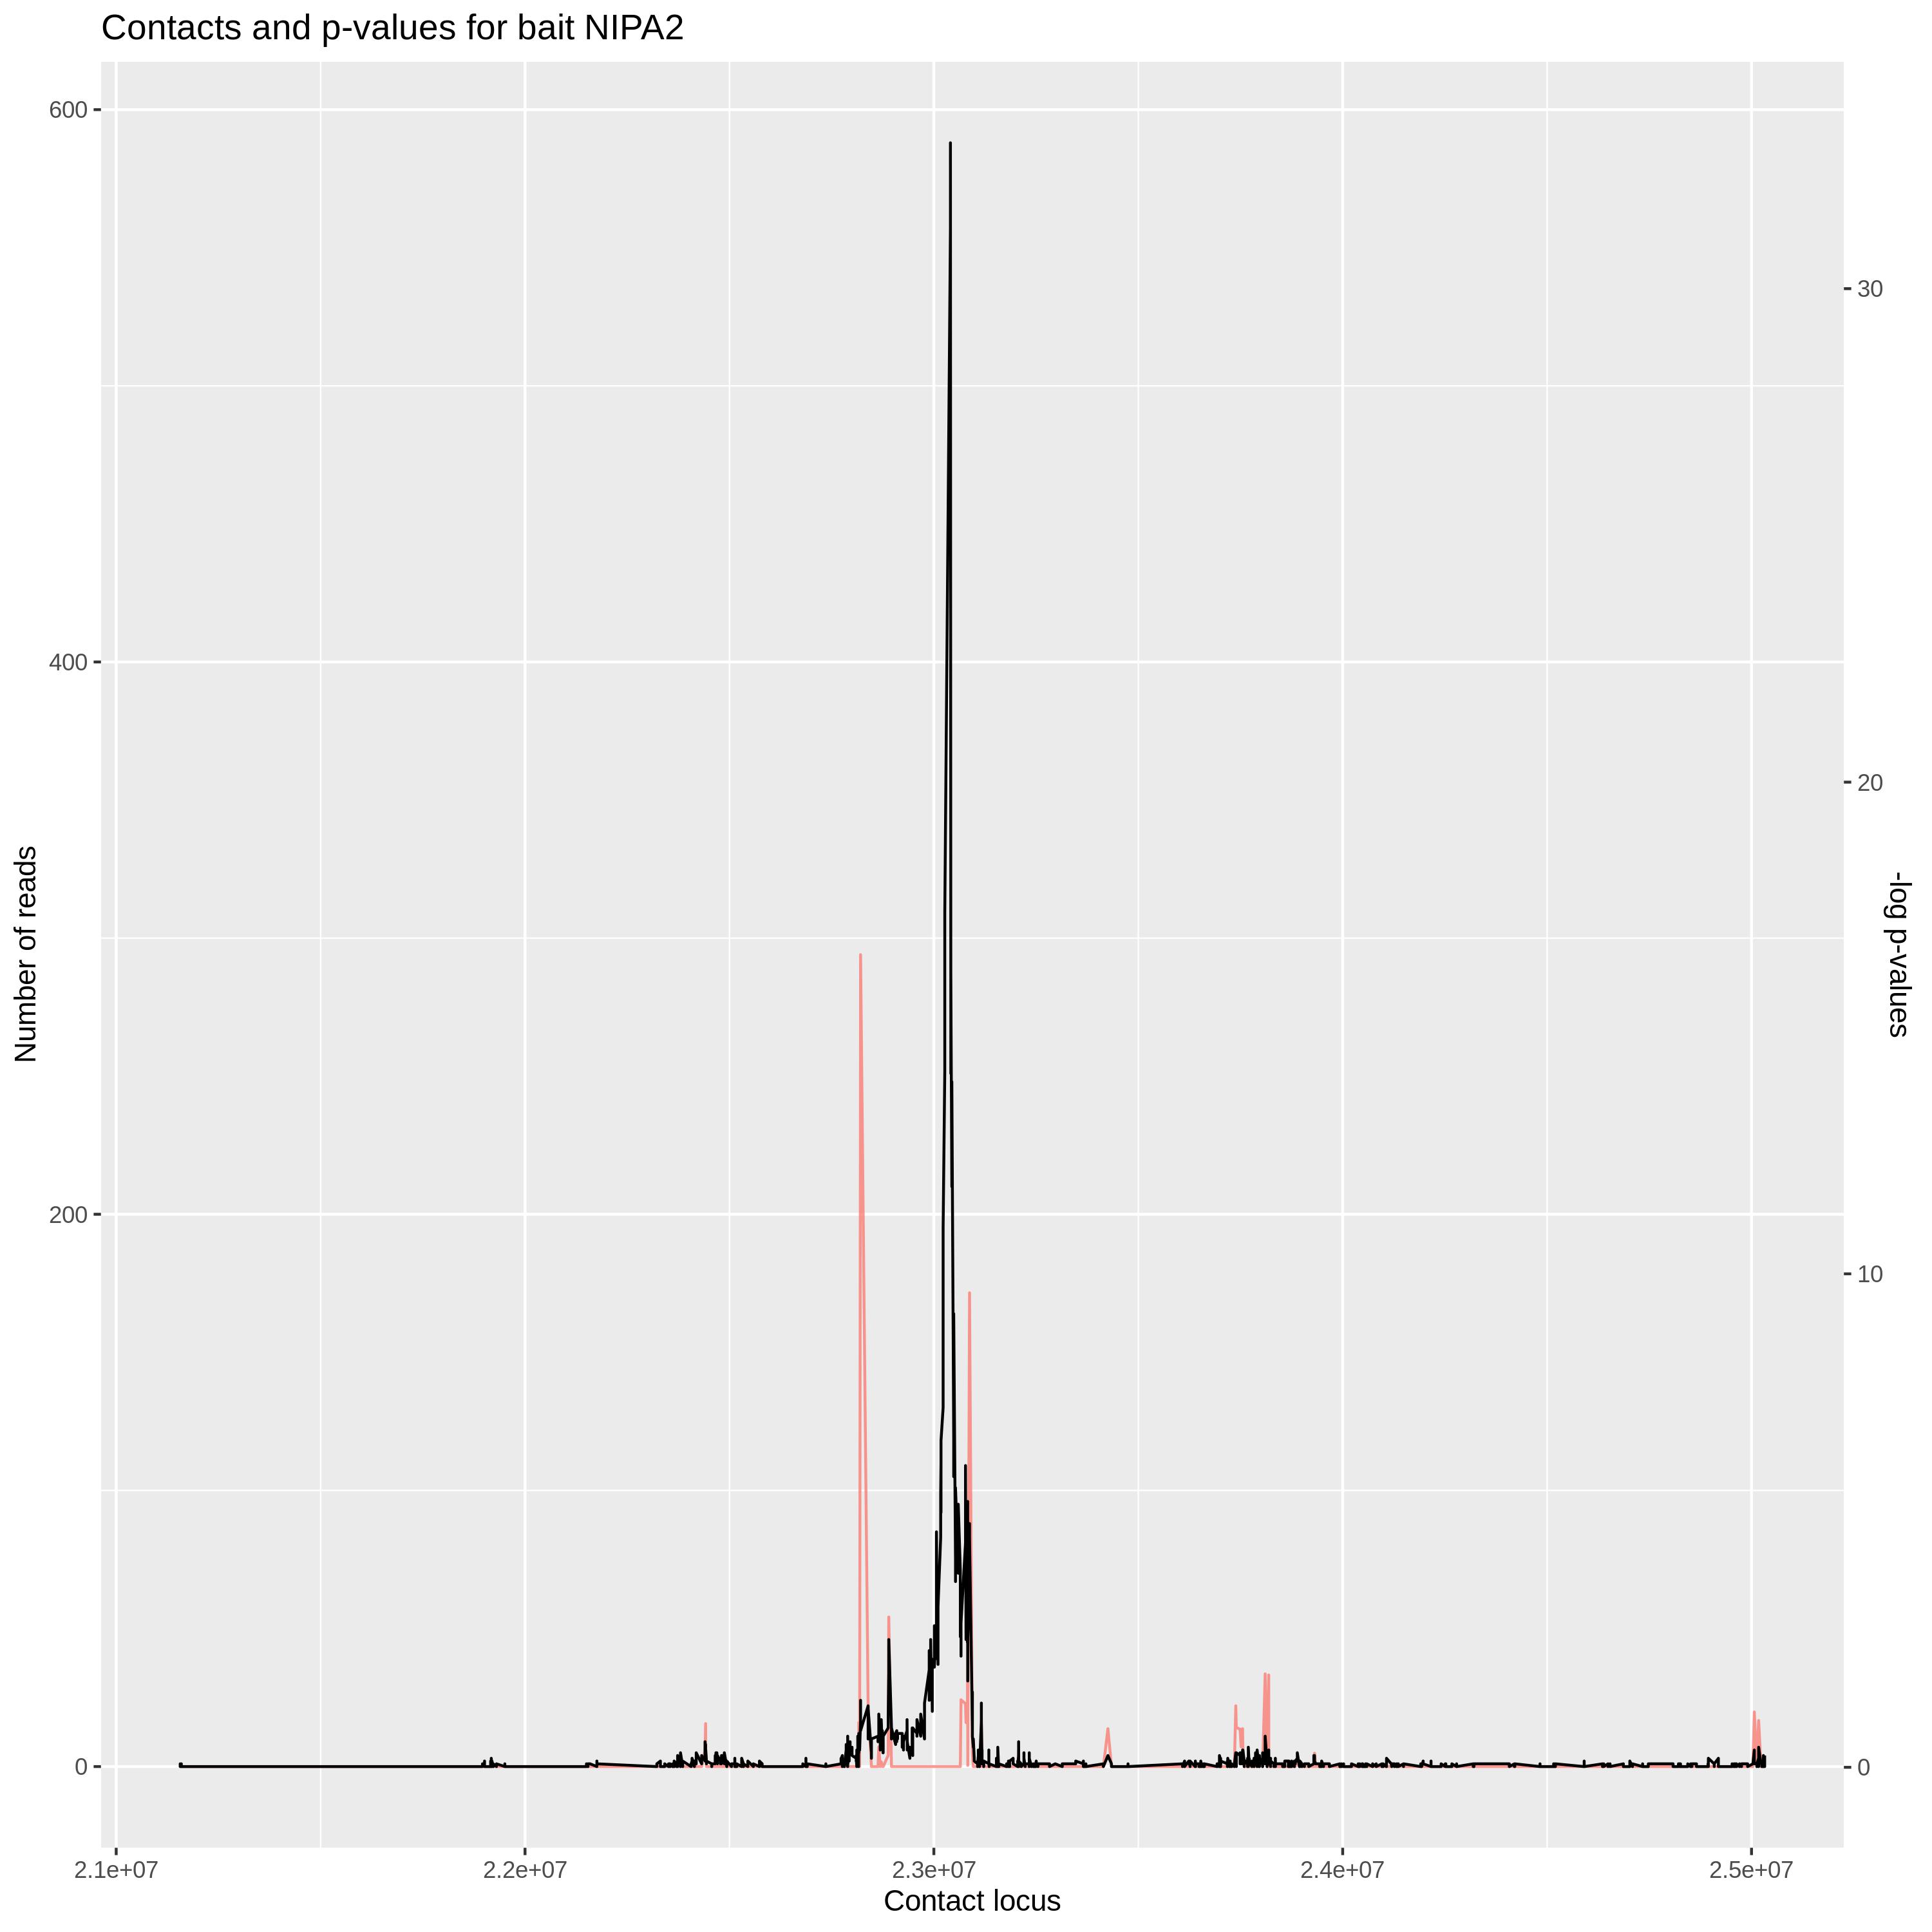 Contacts and p-values for bait NIPA2
600
400
200
0
Number of reads
30
20
10
0
-log p-values
2.1e+07
2.2e+07
2.3e+07
2.4e+07
2.5e+07
Contact locus